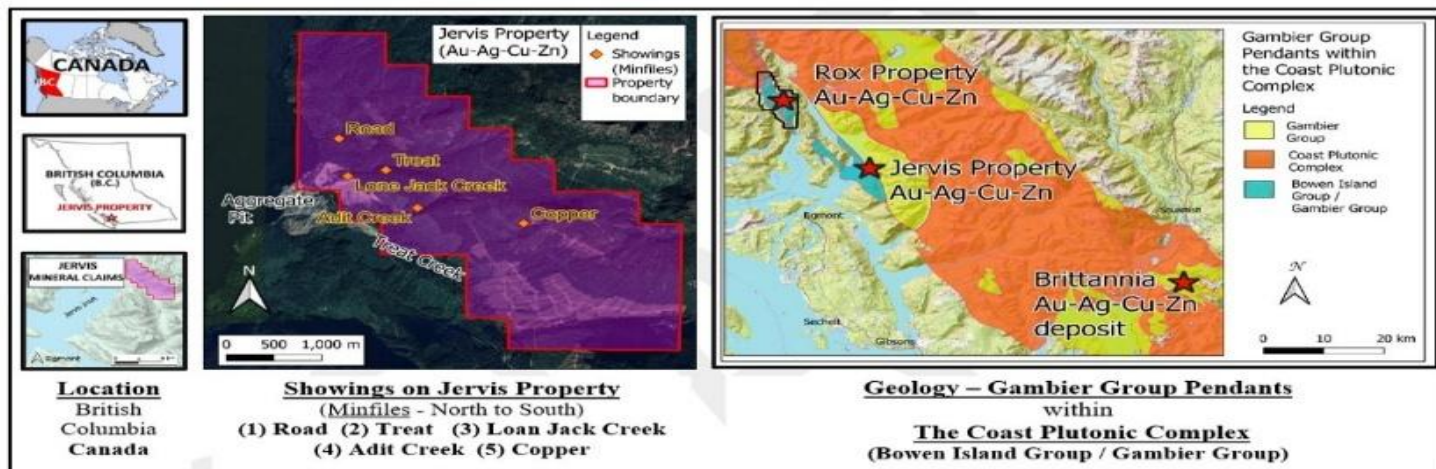 CANADA
B.C.
BRITISH COLUMBIA
(B.C.)
JERVIS PROPERTY
JERVIS
MINERAL CLAIMS
Jervis Inlet
Egmont
Location
British
Columbia
Canada
Jervis Property
(Au-Ag-Cu-Zn)
Legend
Showings
(Minfiles)
Property
boundary
Road
Treat
Lone Jack Creek
Aggregate
Pit
Adit Creek
Copper
Treat Creek
N
0 500 1,000 m
Showings on Jervis Property
(Minfiles - North to South)
(1) Road (2) Treat (3) Loan Jack Creek
(4) Adit Creek (5) Copper
Rox Property
Au-Ag-Cu-Zn
Jervis Property
Au-Ag-Cu-Zn
Egmont
Squamish
Brittannia
Au-Ag-Cu-Zn
deposit
Sechelt
Gibsons
Gambier Group
Pendants within
the Coast Plutonic
Complex
Legend
Gambier
Group
Coast Plutonic
Complex
Bowen Island
Group /
Gambier Group
N
0 10 20 km
Geology – Gambier Group Pendants
within
The Coast Plutonic Complex
(Bowen Island Group / Gambier Group)